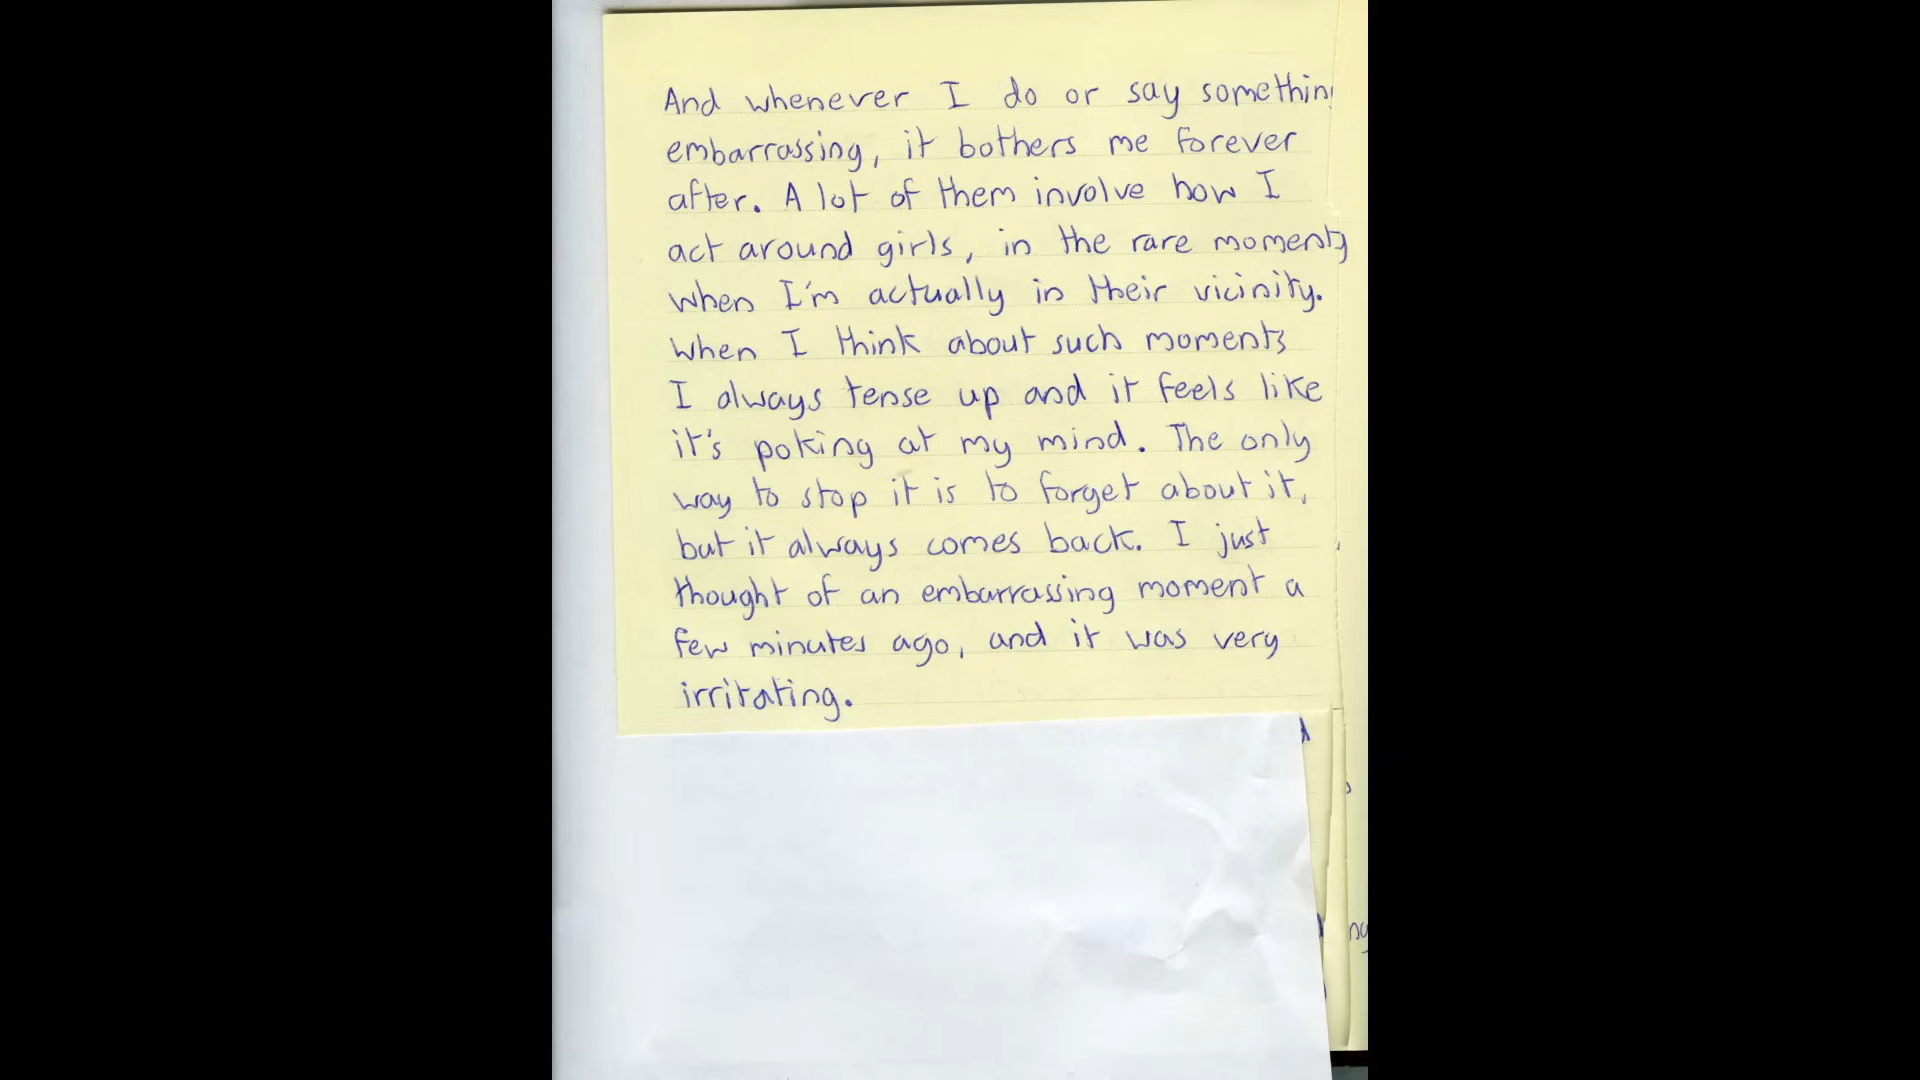 And whenever I do or say somethin
embarrassing, it bothers me forever
after. A lot of them involve how I
act around girls, in the rare moments
when I'm actually in their vicinity.
When I think about such moments
I always tense up and it feels like
it's poking at my mind. The only
way to stop it is to forget about it,
but it always comes back. I just
thought of an embarrassing moment a
few minutes ago, and it was very
irritating.